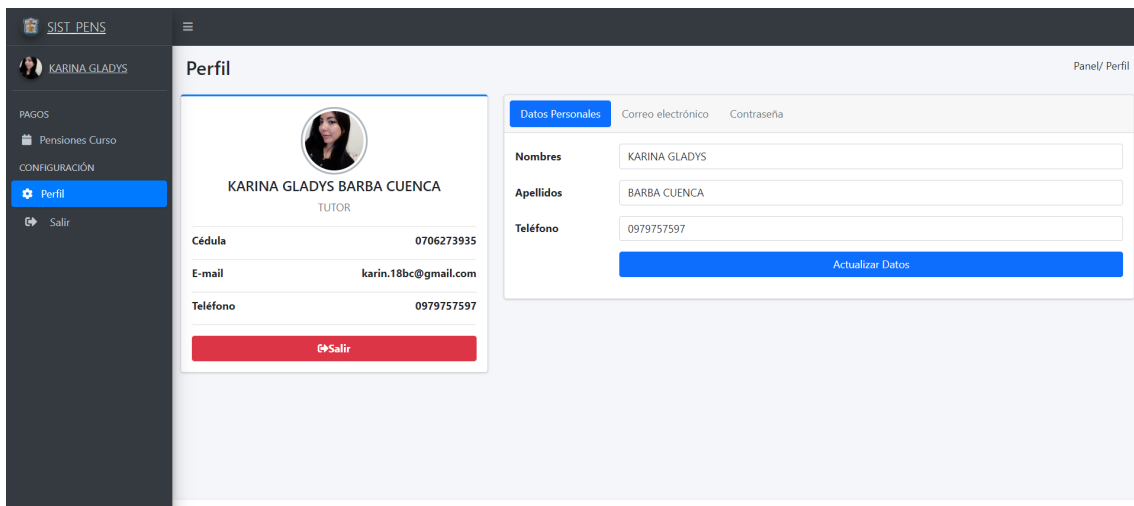 SIST_PENS
KARINA GLADYS
PAGOS
Pensiones Curso
CONFIGURACIÓN
Perfil
Salir
Perfil
Panel/ Perfil
KARINA GLADYS BARBA CUENCA
TUTOR
Cédula 0706273935
E-mail karin.18bc@gmail.com
Teléfono 0979757597
Salir
Datos Personales Correo electrónico Contraseña
Nombres KARINA GLADYS
Apellidos BARBA CUENCA
Teléfono 0979757597
Actualizar Datos